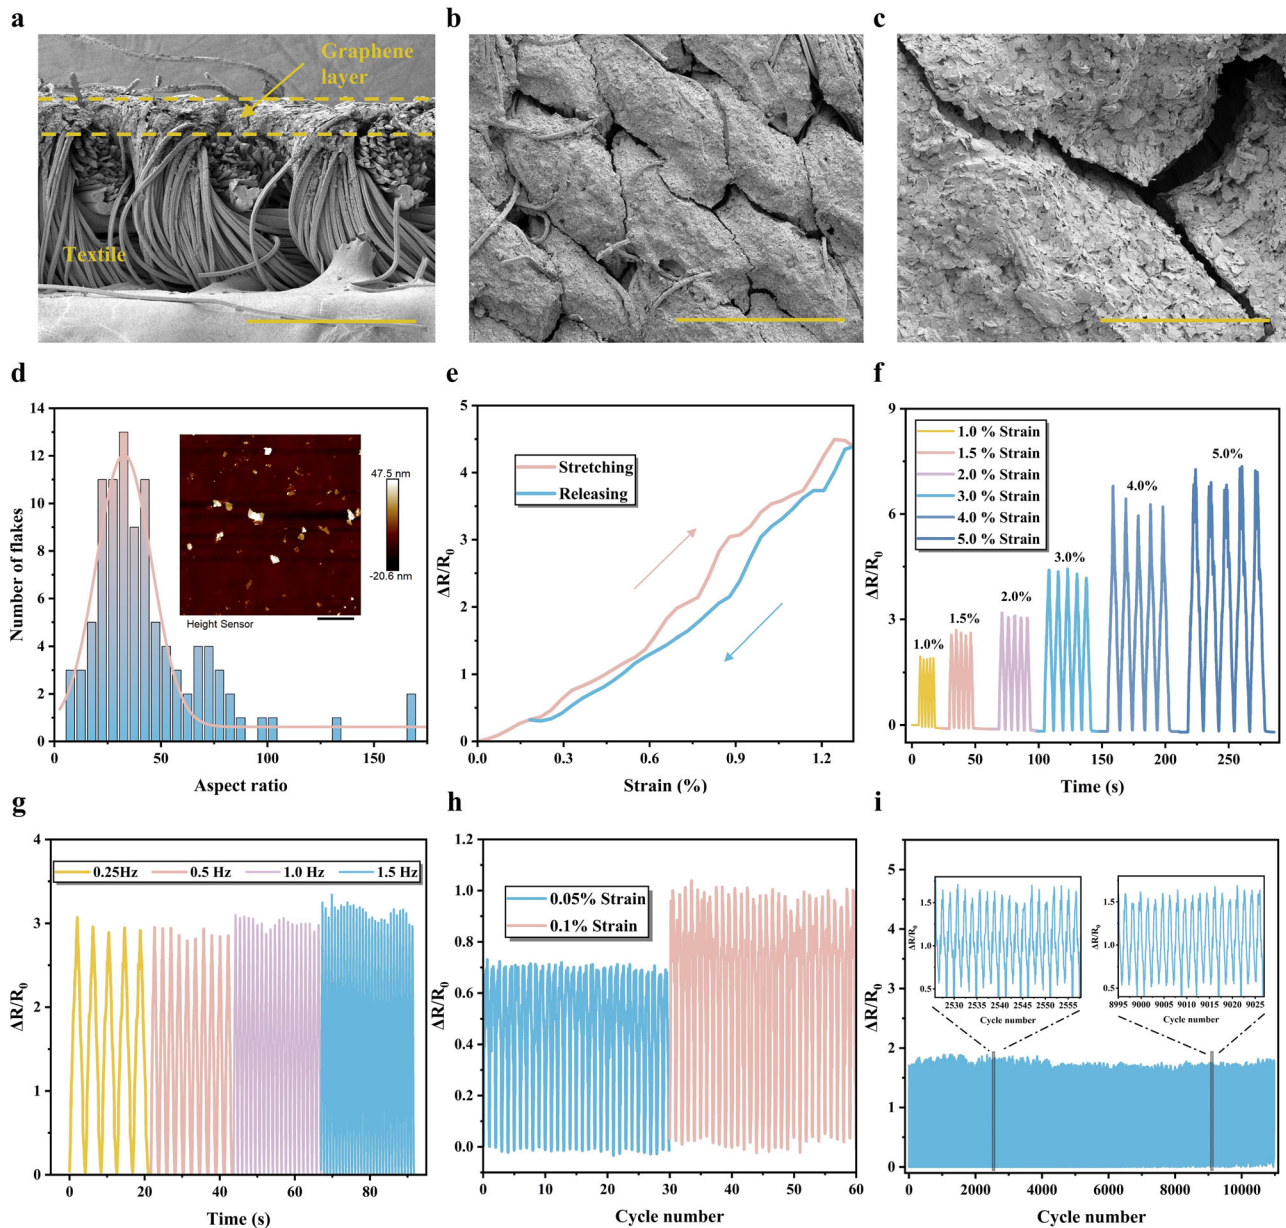 a
b
c
Graphene
layer
Textile
d
e
f
14
12
10
8
6
4
2
0
Number of flakes
0
50
100
150
Aspect ratio
47.5 nm
-20.6 nm
Height Sensor
5
4
3
2
1
0
ΔR/R0
Stretching
Releasing
0.0
0.3
0.6
0.9
1.2
Strain (%)
9
6
3
0
ΔR/R0
1.0 % Strain
1.5 % Strain
2.0 % Strain
3.0 % Strain
4.0 % Strain
5.0 % Strain
1.0%
1.5%
2.0%
3.0%
4.0%
5.0%
0
50
100
150
200
250
Time (s)
g
h
i
4
3
2
1
0
ΔR/R0
0.25Hz
0.5 Hz
1.0 Hz
1.5 Hz
0
20
40
60
80
Time (s)
1.2
1.0
0.8
0.6
0.4
0.2
0.0
ΔR/R0
0.05% Strain
0.1% Strain
0
10
20
30
40
50
60
Cycle number
5
4
3
2
1
0
ΔR/R0
1.5
1.0
0.5
ΔR/R0
2530 2535 2540 2545 2550 2555
Cycle number
1.5
1.0
0.5
ΔR/R0
8995 9000 9005 9010 9015 9020 9025
Cycle number
0
2000
4000
6000
8000
10000
Cycle number